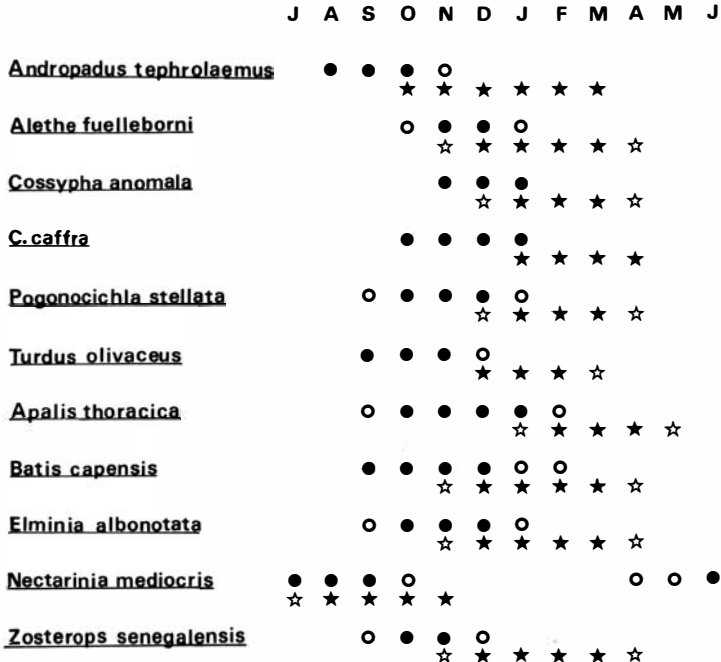 J A S O N D J F M A M J
Andropadus tephrolaemus
Alethe fuelleborni
Cossypha anomala
C. caffra
Pogonocichla stellata
Turdus olivaceus
Apalis thoracica
Batis capensis
Elminia albonotata
Nectarinia mediocris
Zosterops senegalensis